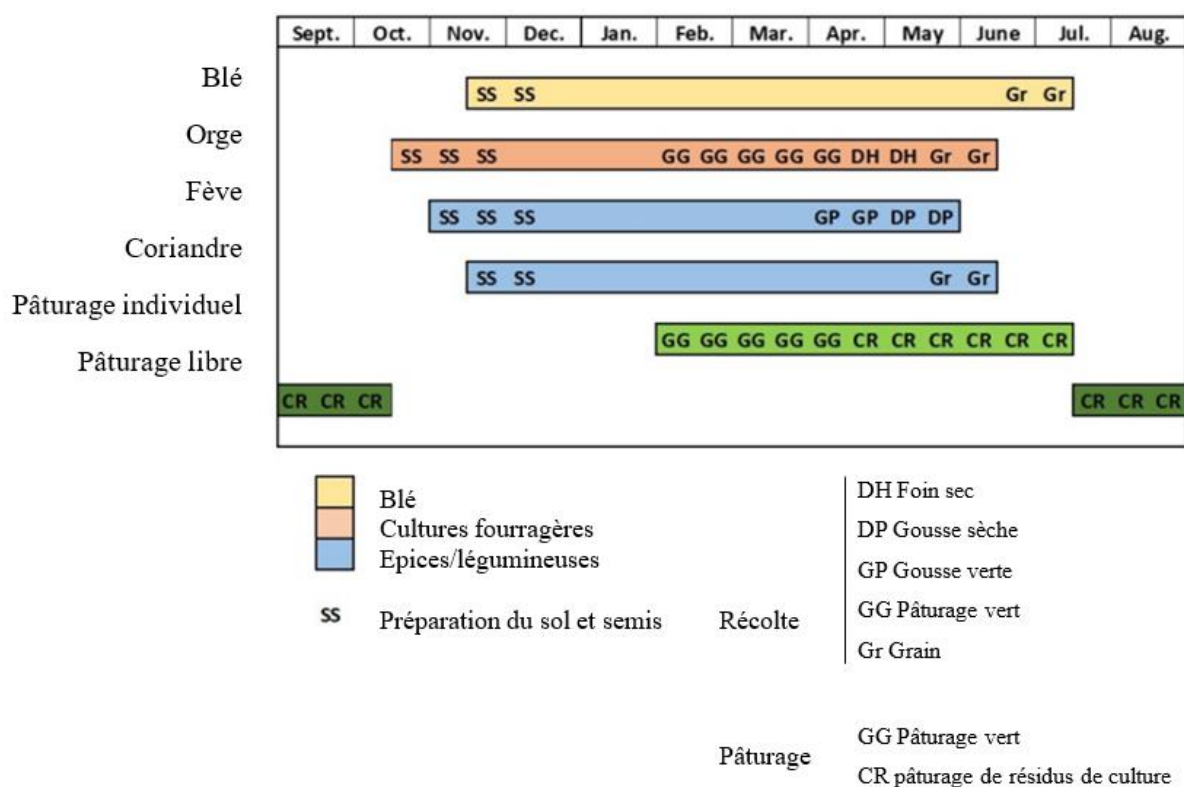 Sept. Oct. Nov. Dec. Jan. Feb. Mar. Apr. May June Jul. Aug.
Blé
SS SS Gr Gr
Orge
SS SS SS GG GG GG GG GG DH DH Gr Gr
Fève
SS SS SS GP GP DP DP
Coriandre
SS SS Gr Gr
Pâturage individuel
GG GG GG GG GG CR CR CR CR CR CR
Pâturage libre
CR CR CR CR CR CR
Blé
Cultures fourragères
Epices/légumineuses
SS Préparation du sol et semis
Récolte
DH Foin sec
DP Gousse sèche
GP Gousse verte
GG Pâturage vert
Gr Grain
Pâturage
GG Pâturage vert
CR pâturage de résidus de culture